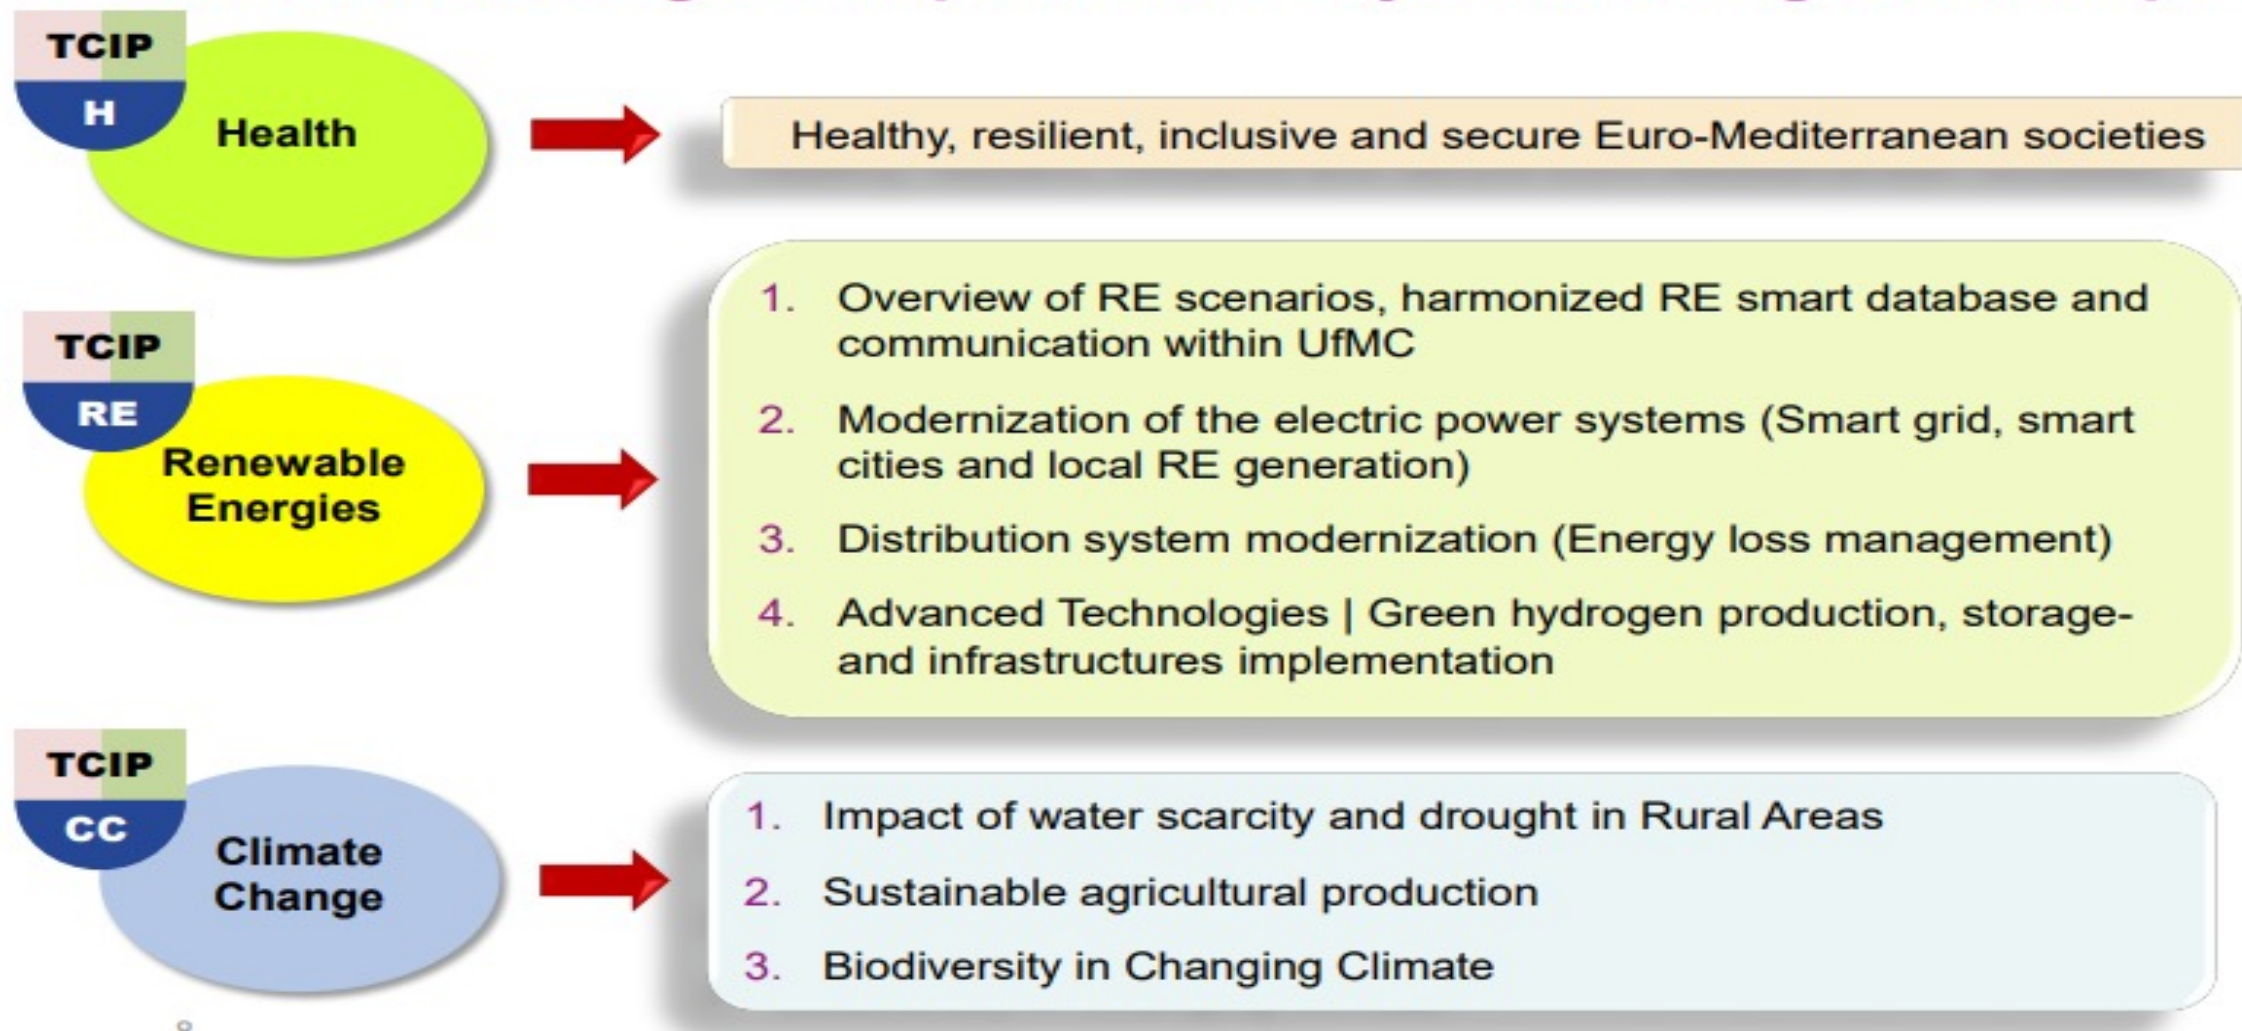 TCIP
H
Health
Healthy, resilient, inclusive and secure Euro-Mediterranean societies
TCIP
RE
Renewable
Energies
1. Overview of RE scenarios, harmonized RE smart database and
communication within UfMC
2. Modernization of the electric power systems (Smart grid, smart
cities and local RE generation)
3. Distribution system modernization (Energy loss management)
4. Advanced Technologies | Green hydrogen production, storage-
and infrastructures implementation
TCIP
CC
Climate
Change
1. Impact of water scarcity and drought in Rural Areas
2. Sustainable agricultural production
3. Biodiversity in Changing Climate